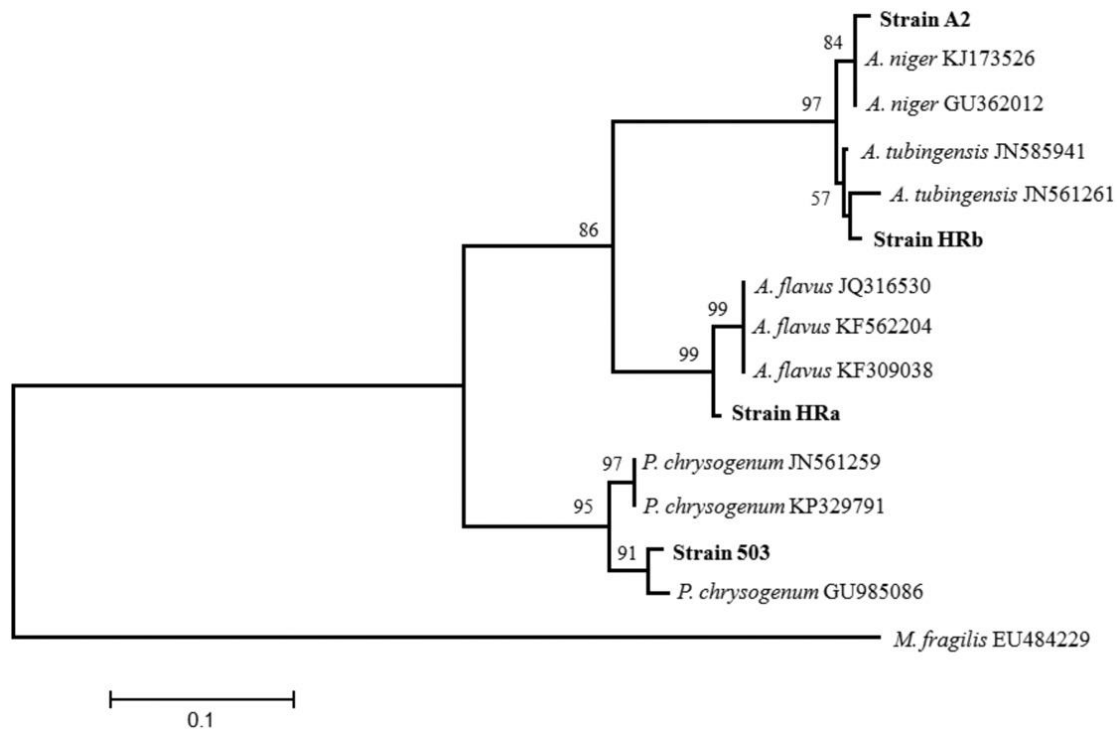 Strain A2
84
A. niger KJ173526
97
A. niger GU362012
A. tubingensis JN585941
57
A. tubingensis JN561261
86
Strain HRb
A. flavus JQ316530
99
A. flavus KF562204
99
A. flavus KF309038
Strain HRa
97
P. chrysogenum JN561259
95
P. chrysogenum KP329791
91
Strain 503
P. chrysogenum GU985086
M. fragilis EU484229
0.1